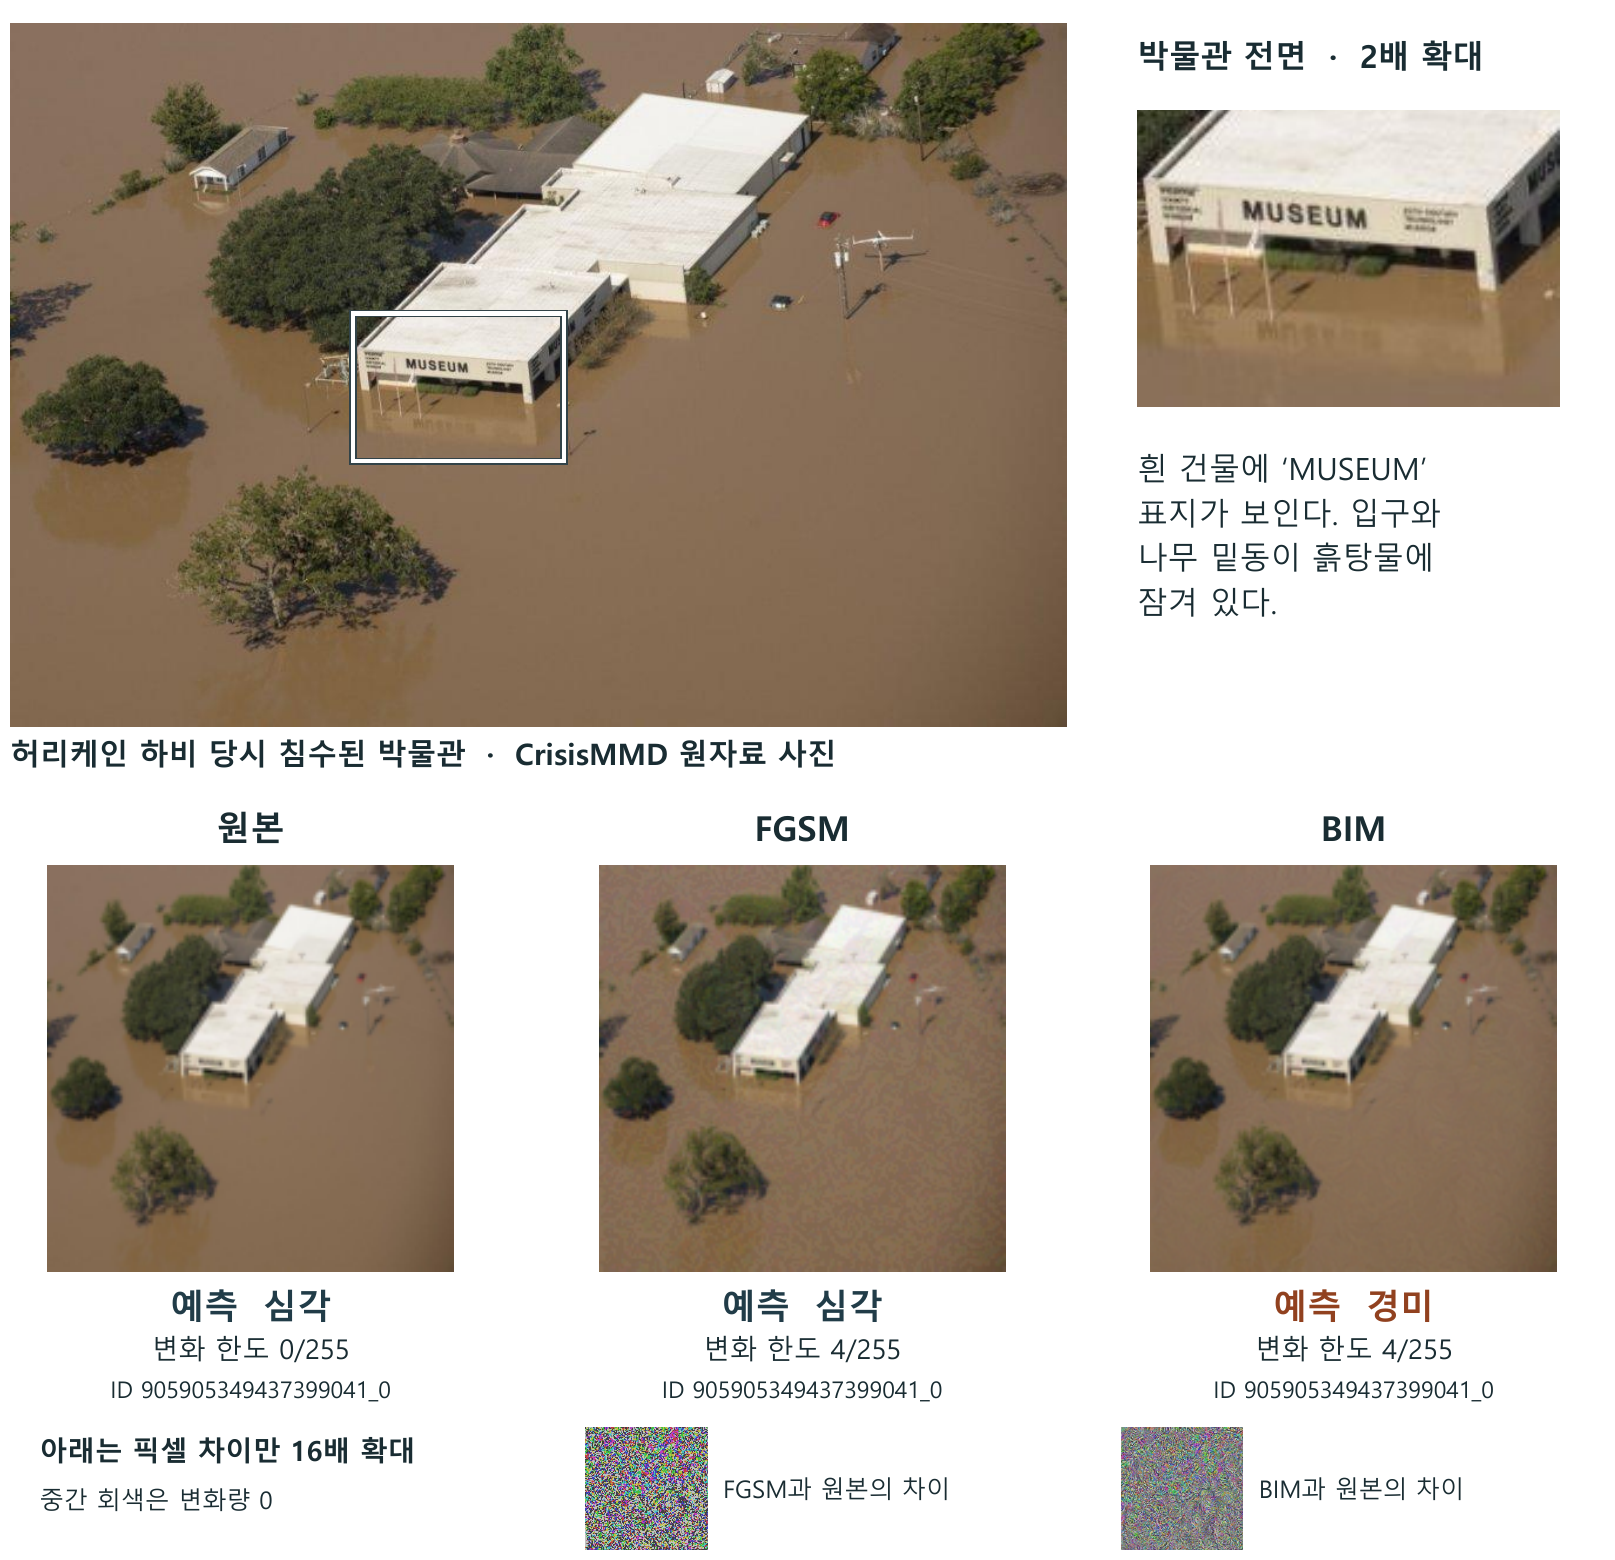 박물관 전면 · 2배 확대
MUSEUM
MUSEUM
흰 건물에 ‘MUSEUM’
표지가 보인다. 입구와
나무 밑동이 흙탕물에
잠겨 있다.
허리케인 하비 당시 침수된 박물관 · CrisisMMD 원자료 사진
원본
FGSM
BIM
예측 심각
예측 심각
예측 경미
변화 한도 0/255
변화 한도 4/255
변화 한도 4/255
ID 905905349437399041_0
ID 905905349437399041_0
ID 905905349437399041_0
아래는 픽셀 차이만 16배 확대
중간 회색은 변화량 0
FGSM과 원본의 차이
BIM과 원본의 차이